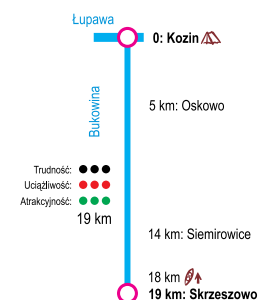 Łupawa
0: Kozin
Bukowina
5 km: Oskowo
Trudność:
Uciążliwość:
Atrakcyjność:
19 km
14 km: Siemirowice
18 km
19 km: Skrzeszowo